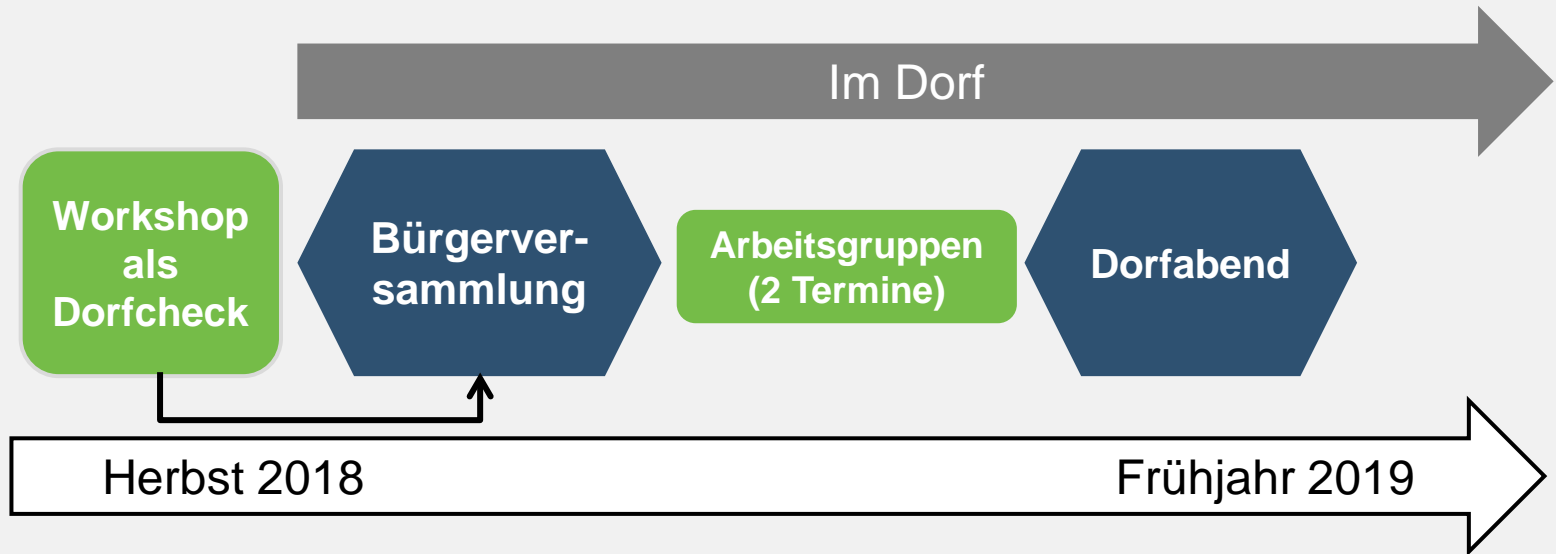 Im Dorf
Workshop
als
Dorfcheck
Bürgerver-
sammlung
Arbeitsgruppen
(2 Termine)
Dorfabend
Herbst 2018
Frühjahr 2019